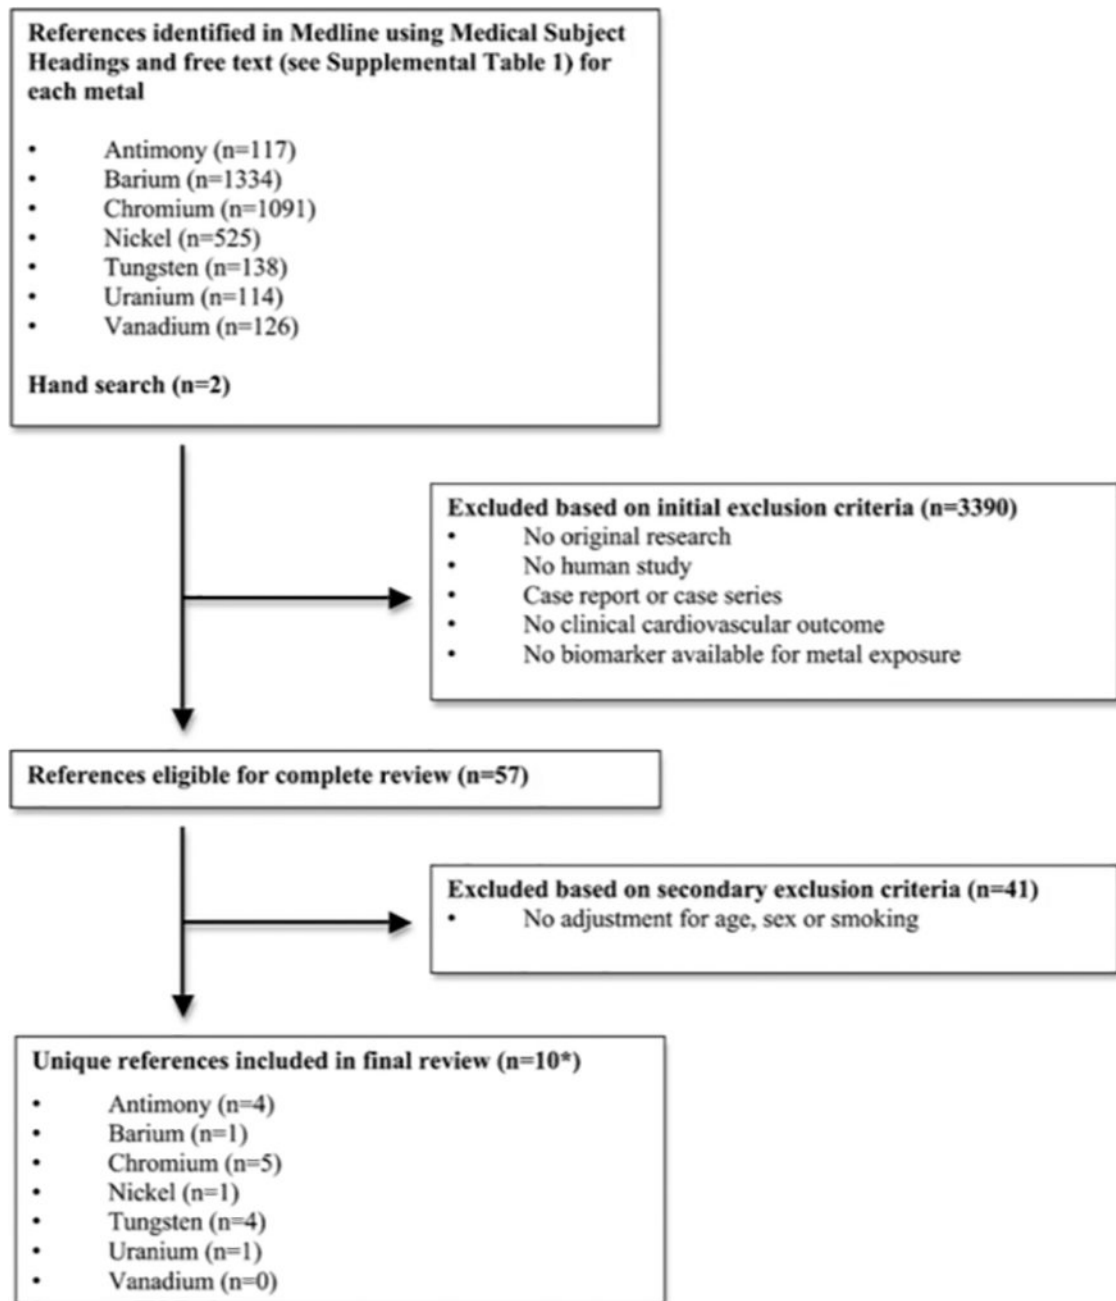 References identified in Medline using Medical Subject
Headings and free text (see Supplemental Table 1) for
each metal
• Antimony (n=117)
• Barium (n=1334)
• Chromium (n=1091)
• Nickel (n=525)
• Tungsten (n=138)
• Uranium (n=114)
• Vanadium (n=126)
Hand search (n=2)
Excluded based on initial exclusion criteria (n=3390)
• No original research
• No human study
• Case report or case series
• No clinical cardiovascular outcome
• No biomarker available for metal exposure
References eligible for complete review (n=57)
Excluded based on secondary exclusion criteria (n=41)
• No adjustment for age, sex or smoking
Unique references included in final review (n=10*)
• Antimony (n=4)
• Barium (n=1)
• Chromium (n=5)
• Nickel (n=1)
• Tungsten (n=4)
• Uranium (n=1)
• Vanadium (n=0)